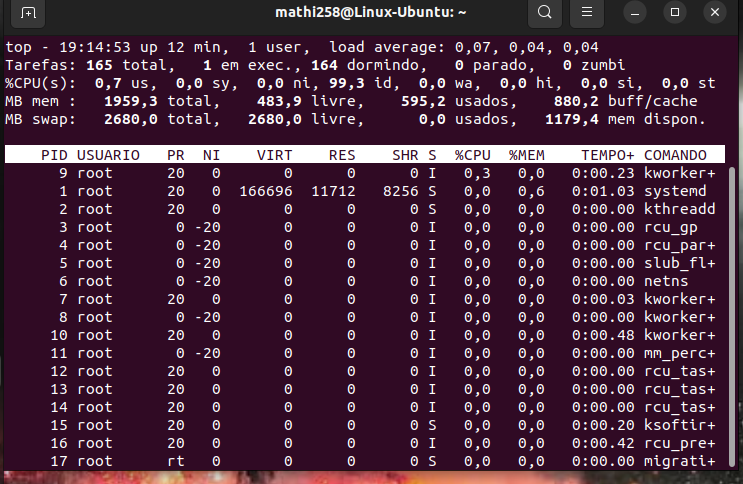 mathi258@Linux-Ubuntu: ~
top - 19:14:53 up 12 min,  1 user,  load average: 0,07, 0,04, 0,04
Tarefas: 165 total,   1 em exec., 164 dormindo,   0 parado,   0 zumbi
%CPU(s):  0,7 us,  0,0 sy,  0,0 ni, 99,3 id,  0,0 wa,  0,0 hi,  0,0 si,  0,0 st
MB mem :   1959,3 total,    483,9 livre,    595,2 usados,    880,2 buff/cache
MB swap:   2680,0 total,   2680,0 livre,      0,0 usados,   1179,4 mem dispon.
PID USUARIO   PR  NI    VIRT    RES    SHR S  %CPU  %MEM    TEMPO+ COMANDO
9 root      20   0       0      0      0 I   0,3   0,0   0:00.23 kworker+
1 root      20   0  166696  11712   8256 S   0,0   0,6   0:01.03 systemd
2 root      20   0       0      0      0 S   0,0   0,0   0:00.00 kthreadd
3 root       0 -20       0      0      0 I   0,0   0,0   0:00.00 rcu_gp
4 root       0 -20       0      0      0 I   0,0   0,0   0:00.00 rcu_par+
5 root       0 -20       0      0      0 I   0,0   0,0   0:00.00 slub_fl+
6 root       0 -20       0      0      0 I   0,0   0,0   0:00.00 netns
7 root      20   0       0      0      0 I   0,0   0,0   0:00.03 kworker+
8 root       0 -20       0      0      0 I   0,0   0,0   0:00.00 kworker+
10 root      20   0       0      0      0 I   0,0   0,0   0:00.48 kworker+
11 root       0 -20       0      0      0 I   0,0   0,0   0:00.00 mm_perc+
12 root      20   0       0      0      0 I   0,0   0,0   0:00.00 rcu_tas+
13 root      20   0       0      0      0 I   0,0   0,0   0:00.00 rcu_tas+
14 root      20   0       0      0      0 I   0,0   0,0   0:00.00 rcu_tas+
15 root      20   0       0      0      0 S   0,0   0,0   0:00.20 ksoftir+
16 root      20   0       0      0      0 I   0,0   0,0   0:00.42 rcu_pre+
17 root      rt   0       0      0      0 S   0,0   0,0   0:00.00 migrati+